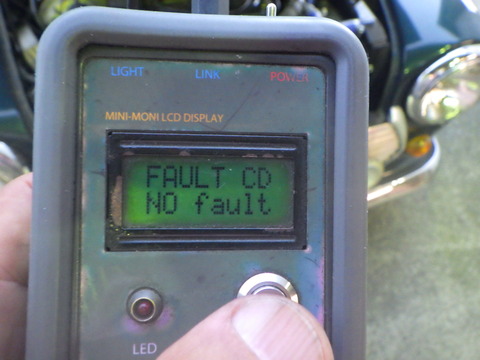 LIGHT LINK POWER
MINI-MONI LCD DISPLAY
FAULT CD
NO fault
LED